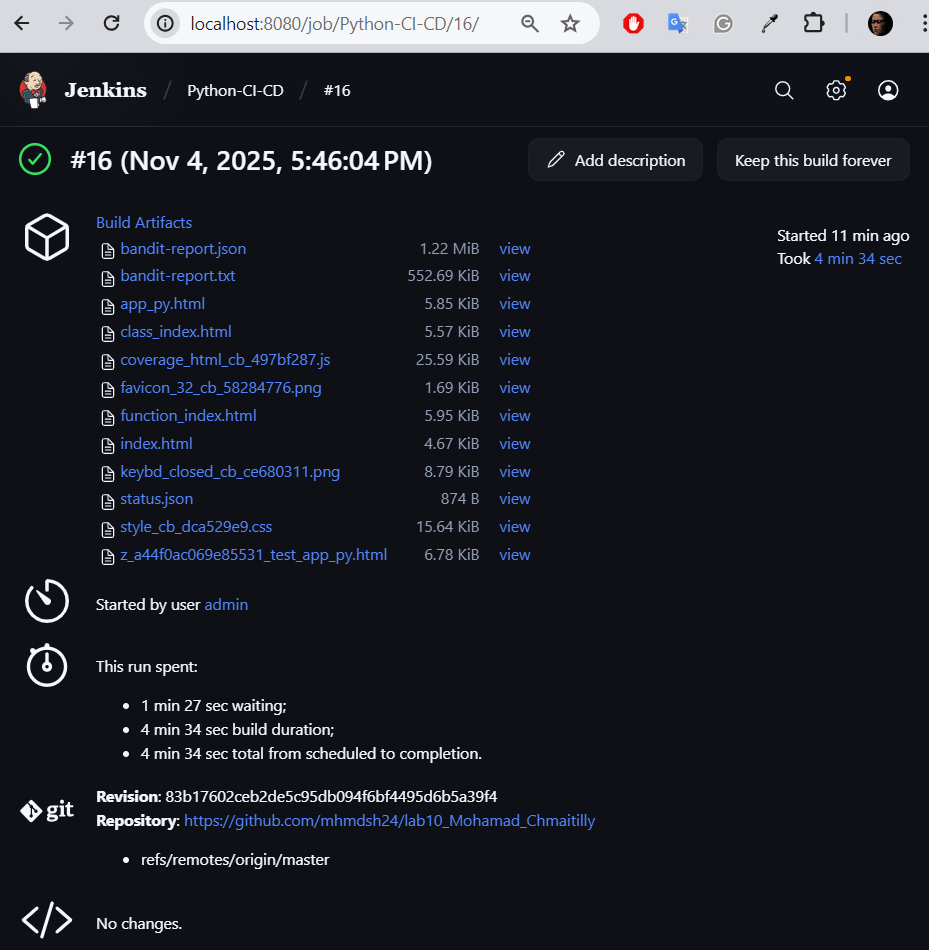 localhost:8080/job/Python-CI-CD/16/
Jenkins / Python-CI-CD / #16
#16 (Nov 4, 2025, 5:46:04 PM)
Add description
Keep this build forever
Build Artifacts
Started 11 min ago
Took 4 min 34 sec
bandit-report.json 1.22 MiB view
bandit-report.txt 552.69 KiB view
app_py.html 5.85 KiB view
class_index.html 5.57 KiB view
coverage_html_cb_497bf287.js 25.59 KiB view
favicon_32_cb_58284776.png 1.69 KiB view
function_index.html 5.95 KiB view
index.html 4.67 KiB view
keybd_closed_cb_ce680311.png 8.79 KiB view
status.json 874 B view
style_cb_dca529e9.css 15.64 KiB view
z_a44f0ac069e85531_test_app_py.html 6.78 KiB view
Started by user admin
This run spent:
• 1 min 27 sec waiting;
• 4 min 34 sec build duration;
• 4 min 34 sec total from scheduled to completion.
git
Revision: 83b17602ceb2de5c95db094f6bf4495d6b5a39f4
Repository: https://github.com/mhmdsh24/lab10_Mohamad_Chmaitilly
• refs/remotes/origin/master
No changes.